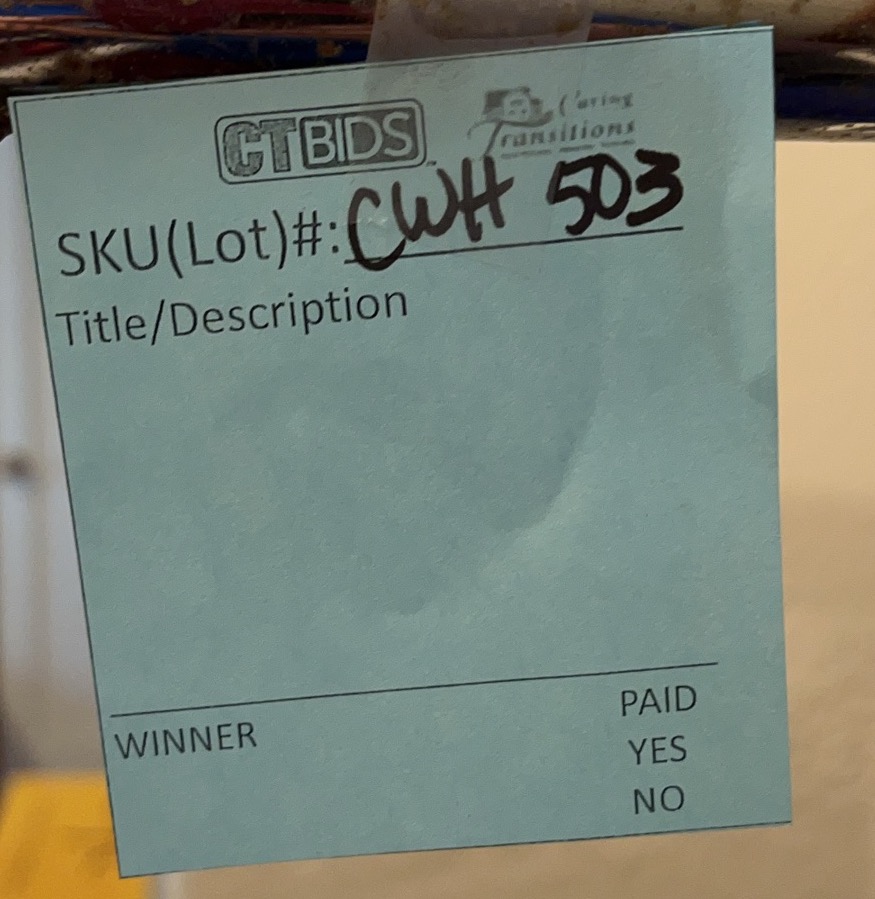 CTBIDS
Caring
Transitions
SKU(Lot)#: CWH 503
Title/Description
WINNER
PAID
YES
NO